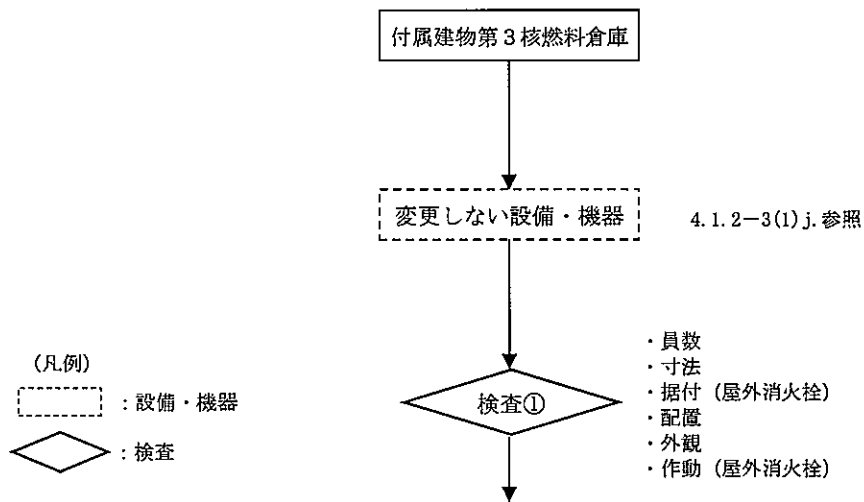 付属建物第3核燃料倉庫
変更しない設備・機器
4.1.2-3(1)j.参照
・員数
・寸法
・据付（屋外消火栓）
・配置
・外観
・作動（屋外消火栓）
検査①
(凡例)
：設備・機器
：検査